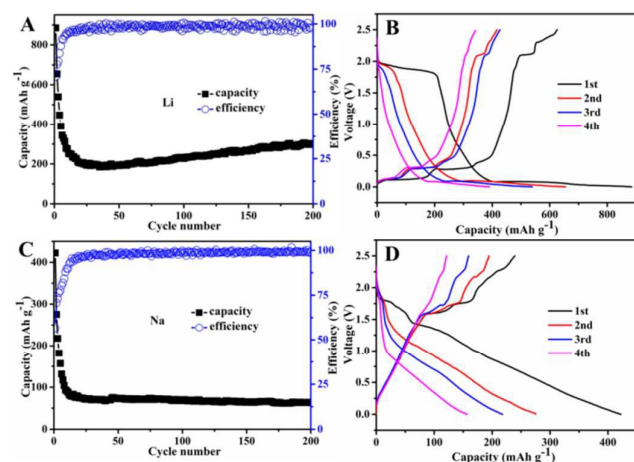 A
Capacity (mAh g-1)
800
600
400
200
0
Li
capacity
efficiency
100
75
50
25
0
Efficiency (%)
0 50 100 150 200
Cycle number
B
Voltage (V)
2.5
2.0
1.5
1.0
0.5
0.0
1st
2nd
3rd
4th
0 200 400 600 800
Capacity (mAh g-1)
C
Capacity (mAh g-1)
400
300
200
100
0
Na
capacity
efficiency
100
75
50
25
0
Efficiency (%)
0 50 100 150 200
Cycle number
D
Voltage (V)
2.5
2.0
1.5
1.0
0.5
0.0
1st
2nd
3rd
4th
0 100 200 300 400
Capacity (mAh g-1)